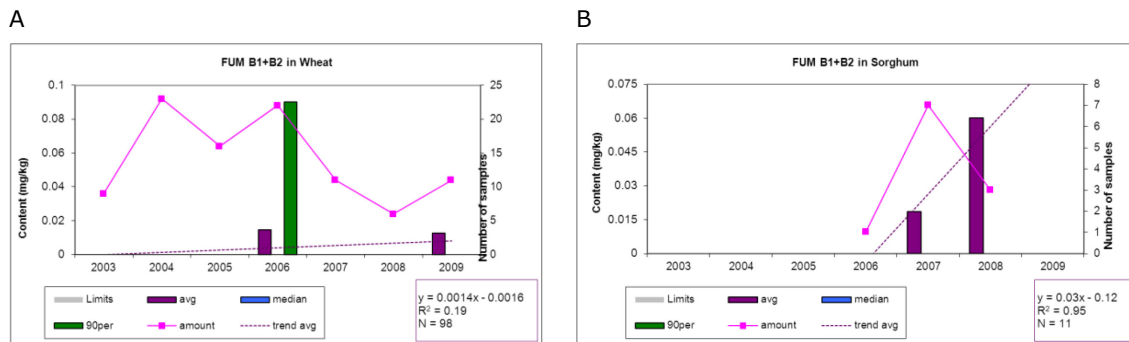 A
FUM B1+B2 in Wheat
Content (mg/kg)
0.1
0.08
0.06
0.04
0.02
0
25
20
15
10
5
0
Number of samples
2003 2004 2005 2006 2007 2008 2009
Limits avg median
90per amount trend avg
y = 0.0014x - 0.0016
R² = 0.19
N = 98
B
FUM B1+B2 in Sorghum
Content (mg/kg)
0.075
0.06
0.045
0.03
0.015
0
8
7
6
5
4
3
2
1
0
Number of samples
2003 2004 2005 2006 2007 2008 2009
Limits avg median
90per amount trend avg
y = 0.03x - 0.12
R² = 0.95
N = 11